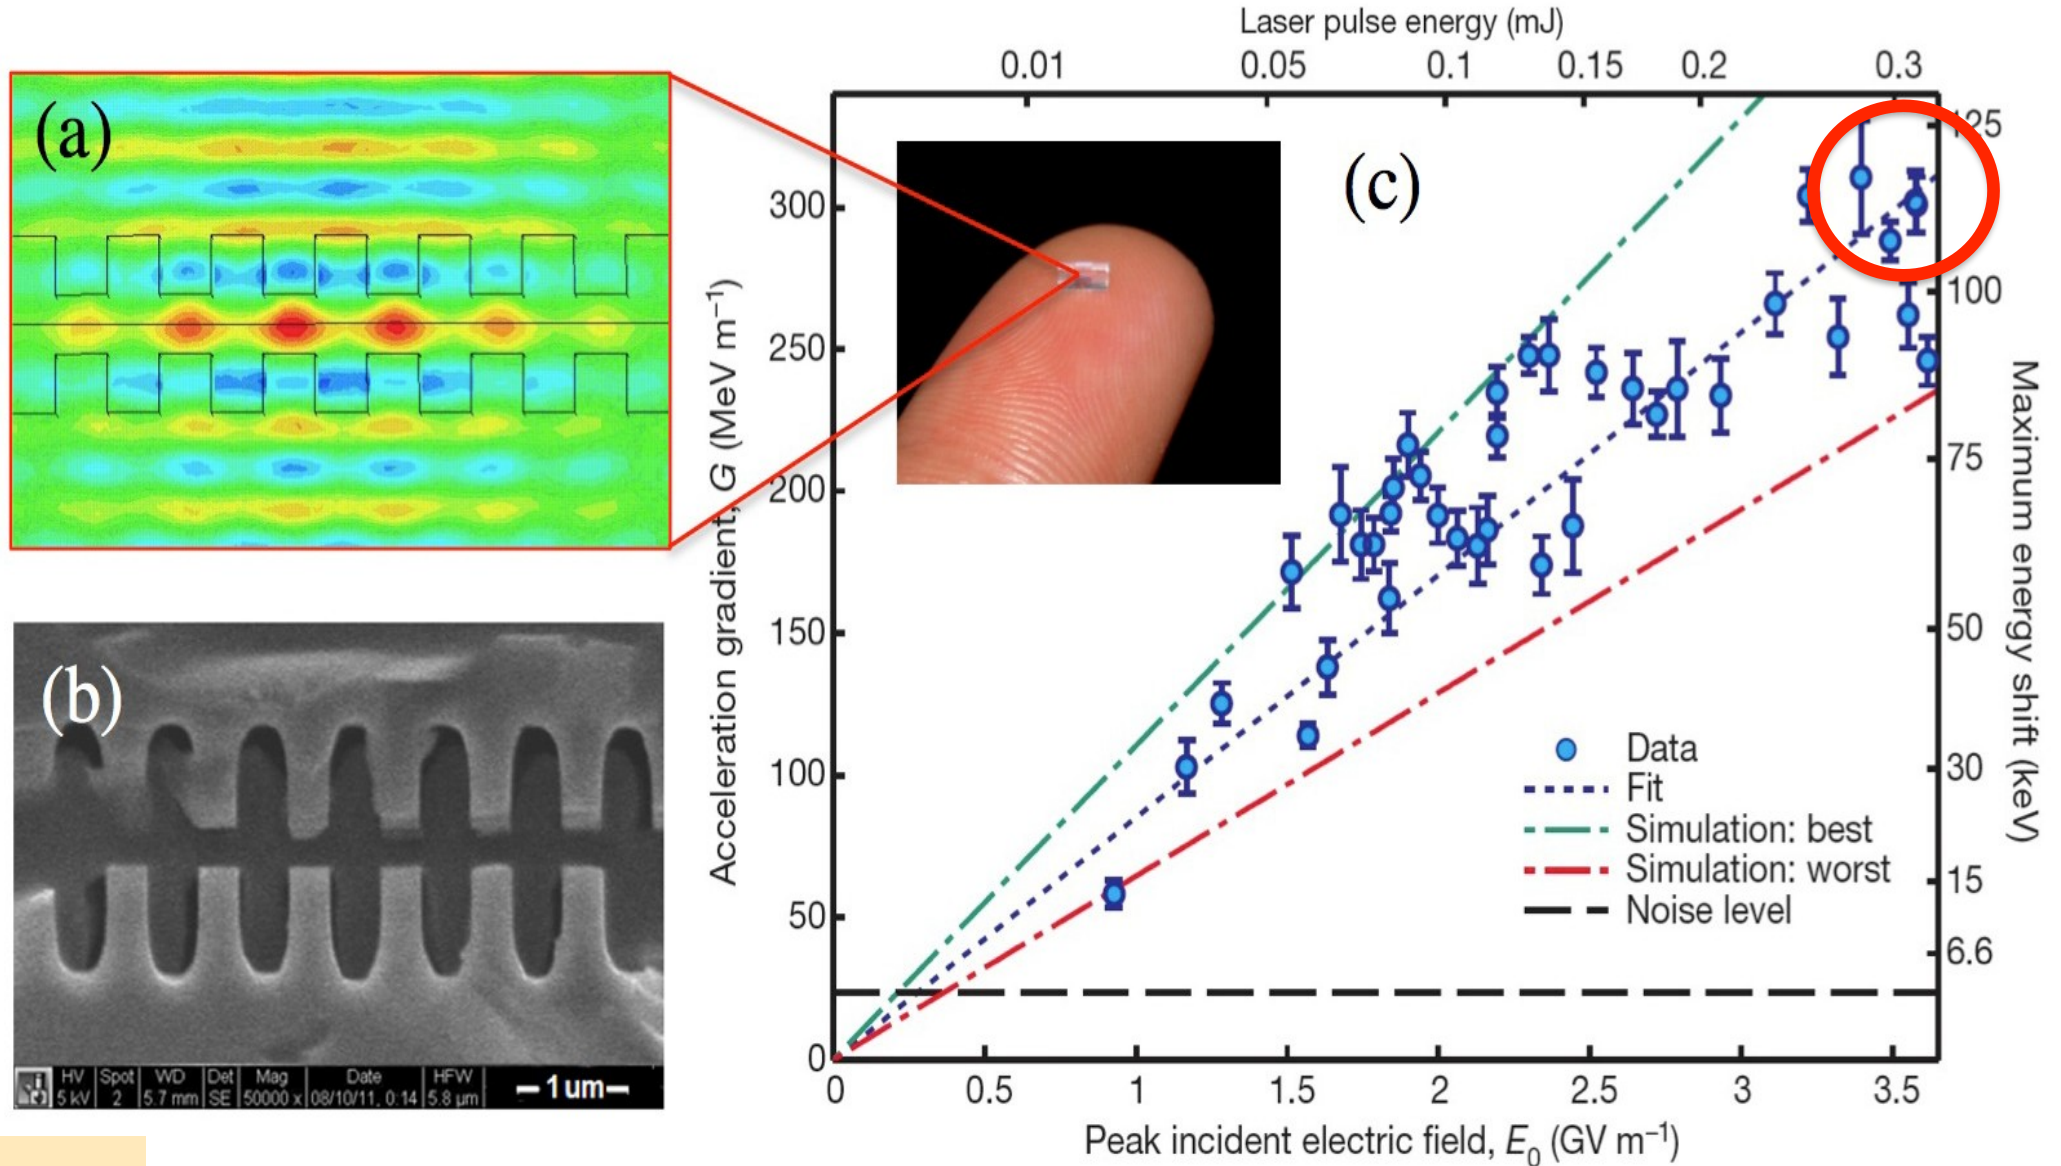 (a)
(b)
HV Spot WD Det Mag Date HFW
5 kV 2 5.7 mm SE 50000 x 08/10/11, 0:14 5.8 µm
1 um
Laser pulse energy (mJ)
0.01 0.05 0.1 0.15 0.2 0.3
(c)
Acceleration gradient, G (MeV m⁻¹)
300
250
200
150
100
50
0
125
100
75
50
30
15
6.6
Maximum energy shift (keV)
Data
Fit
Simulation: best
Simulation: worst
Noise level
0 0.5 1 1.5 2 2.5 3 3.5
Peak incident electric field, E₀ (GV m⁻¹)